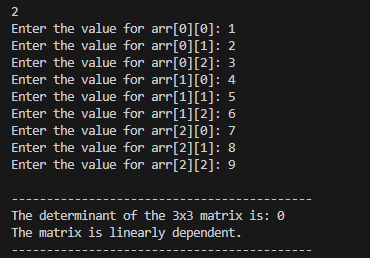 2
Enter the value for arr[0][0]: 1
Enter the value for arr[0][1]: 2
Enter the value for arr[0][2]: 3
Enter the value for arr[1][0]: 4
Enter the value for arr[1][1]: 5
Enter the value for arr[1][2]: 6
Enter the value for arr[2][0]: 7
Enter the value for arr[2][1]: 8
Enter the value for arr[2][2]: 9
-------------------------------------------
The determinant of the 3x3 matrix is: 0
The matrix is linearly dependent.
-------------------------------------------